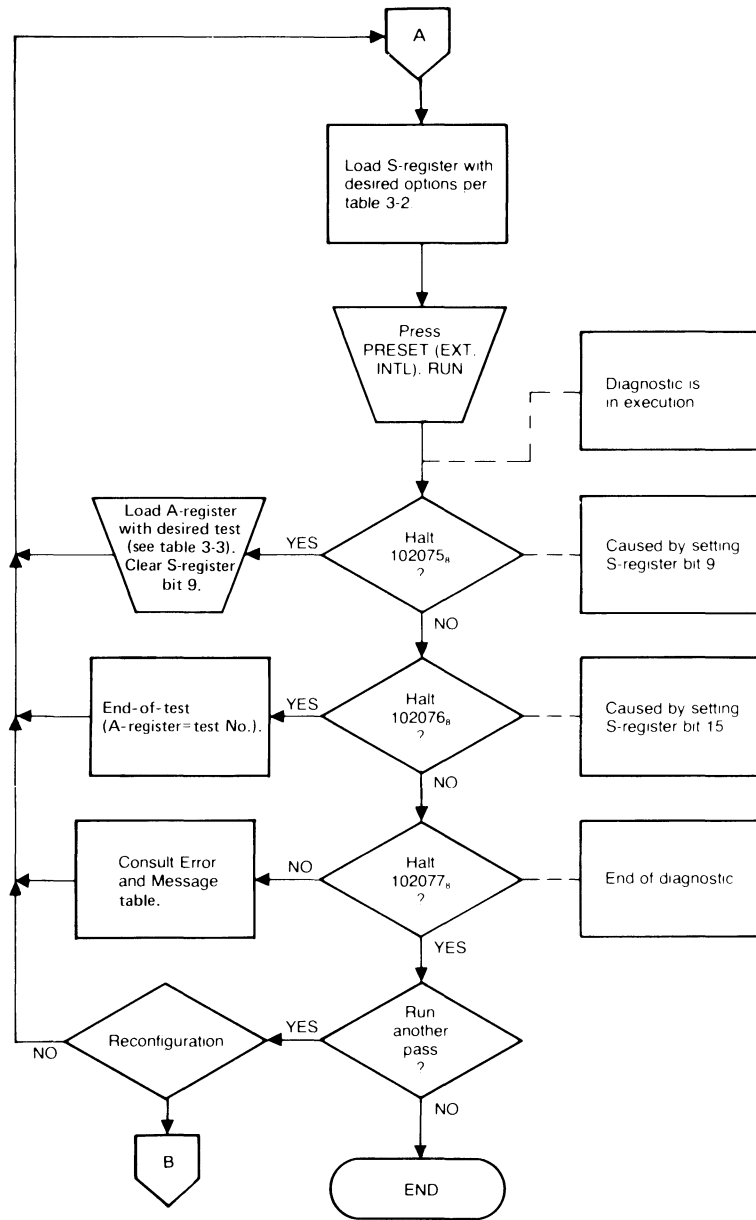 A
Load S-register with
desired options per
table 3-2
Press
PRESET (EXT.
INTL). RUN
Diagnostic is
in execution
Load A-register
with desired test
(see table 3-3).
Clear S-register
bit 9.
YES
Halt
102075₈
?
Caused by setting
S-register bit 9
NO
End-of-test
(A-register=test No.).
YES
Halt
102076₈
?
Caused by setting
S-register bit 15
NO
Consult Error
and Message
table.
NO
Halt
102077₈
?
End of diagnostic
YES
NO
Reconfiguration
YES
Run
another
pass
?
NO
B
END